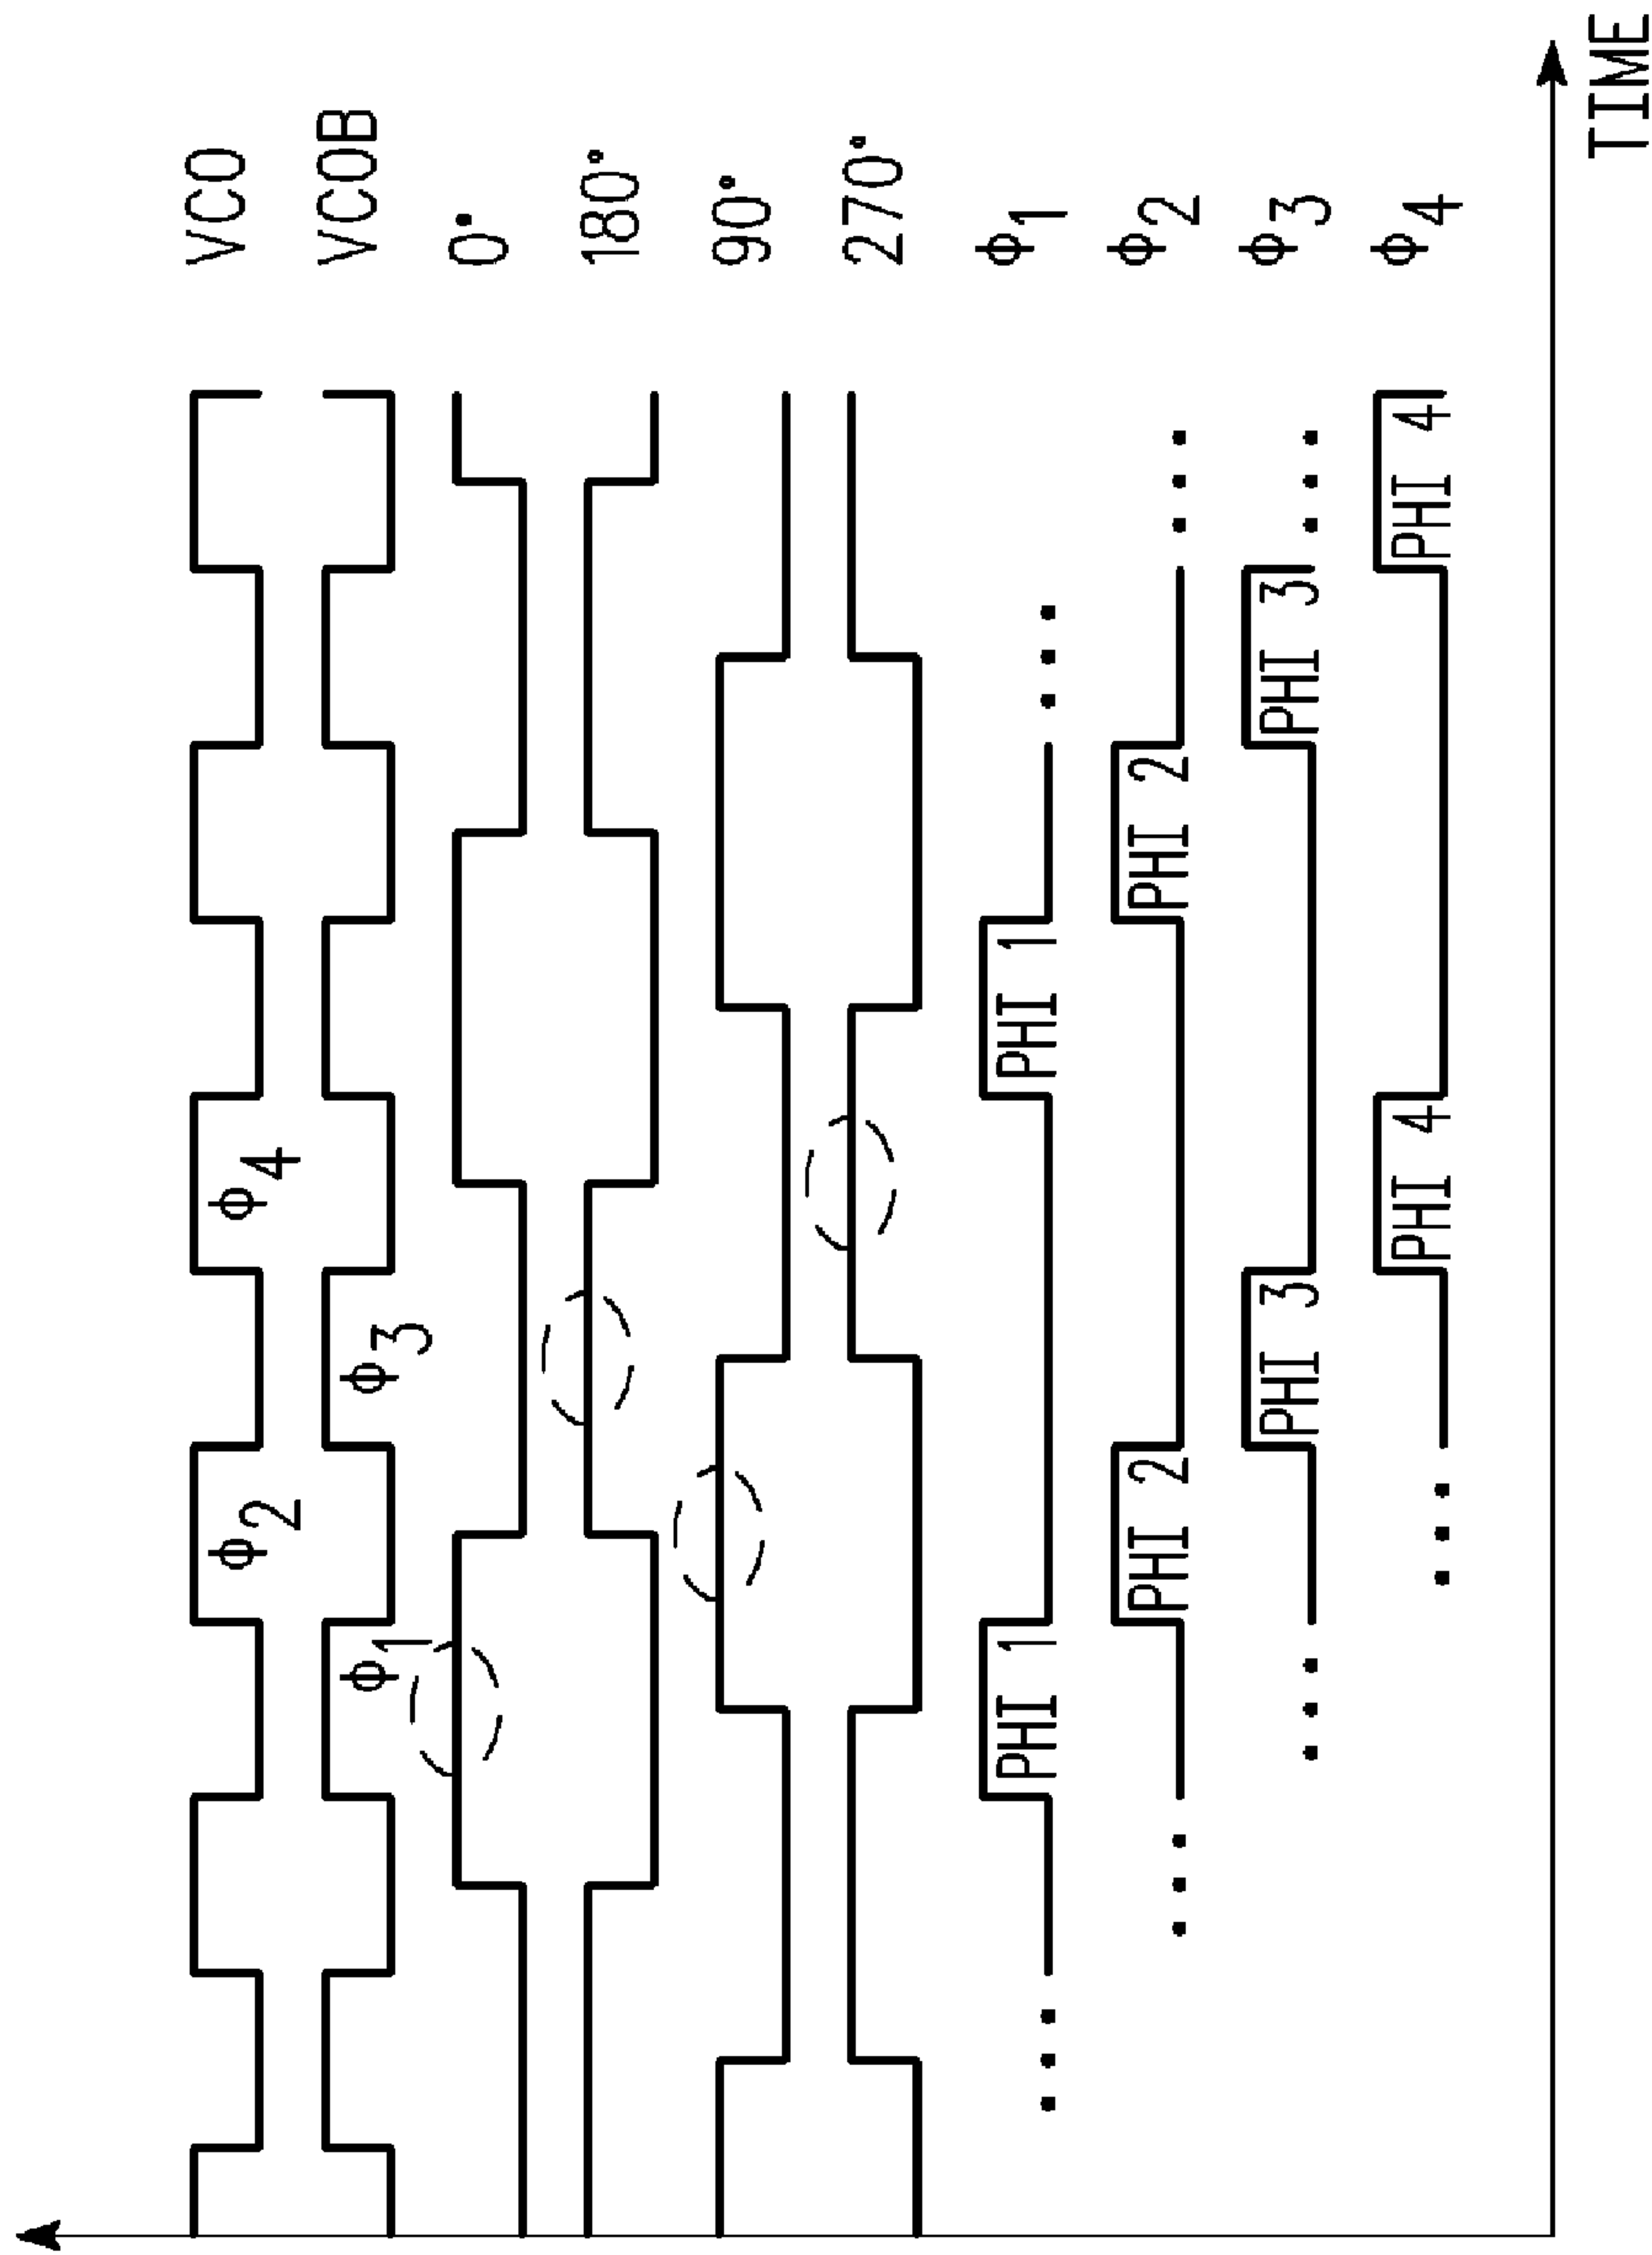 VCO
φ2
φ4
VCOB
φ1
φ3
0°
180°
90°
270°
PHI 1
PHI 1
φ1
PHI 2
PHI 2
φ2
PHI 3
PHI 3
φ3
PHI 4
PHI 4
φ4
TIME